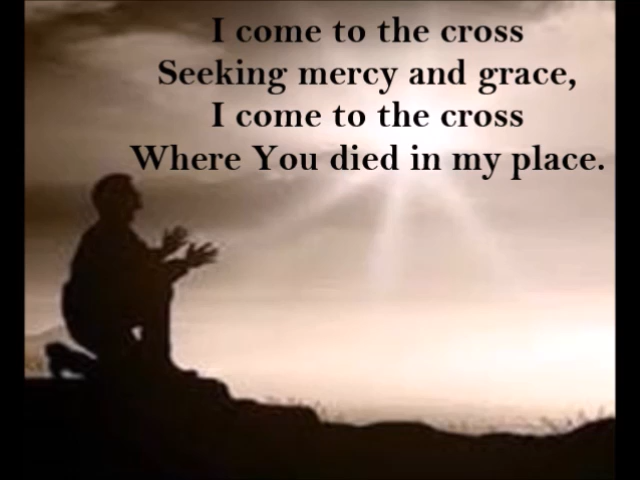 I come to the cross
Seeking mercy and grace,
I come to the cross
Where You died in my place.